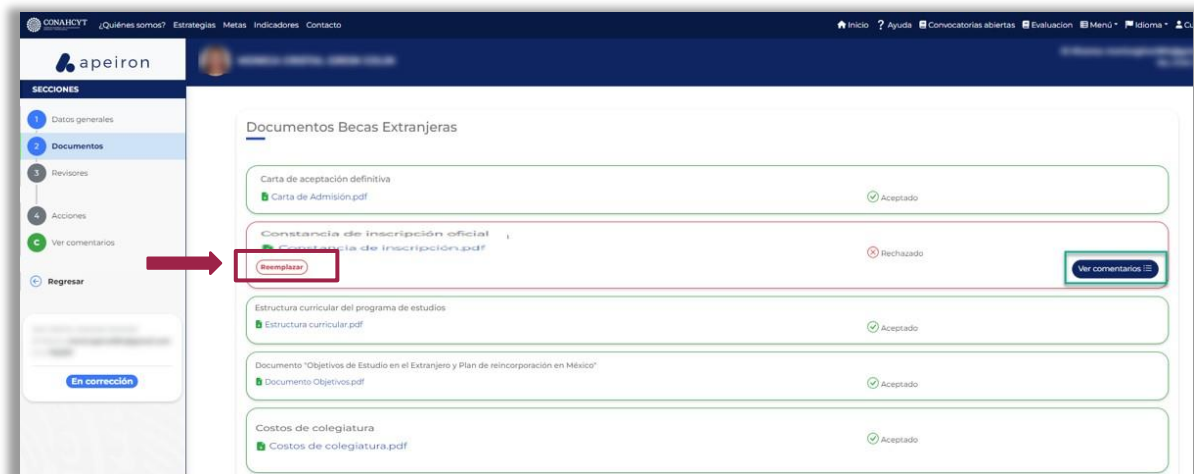 CONAHCYT ¿Quiénes somos? Estrategias Metas Indicadores Contacto Inicio ? Ayuda Convocatorias abiertas Evaluacion Menú Idioma
apeiron
SECCIONES
1 Datos generales
2 Documentos
3 Revisores
4 Acciones
C Ver comentarios
Regresar
En corrección
Documentos Becas Extranjeras
Carta de aceptación definitiva
Carta de Admisión.pdf Aceptado
Constancia de inscripción oficial
Constancia de inscripción.pdf Rechazado
Reemplazar Ver comentarios
Estructura curricular del programa de estudios
Estructura curricular.pdf Aceptado
Documento "Objetivos de Estudio en el Extranjero y Plan de reincorporación en México"
Documento Objetivos.pdf Aceptado
Costos de colegiatura
Costos de colegiatura.pdf Aceptado